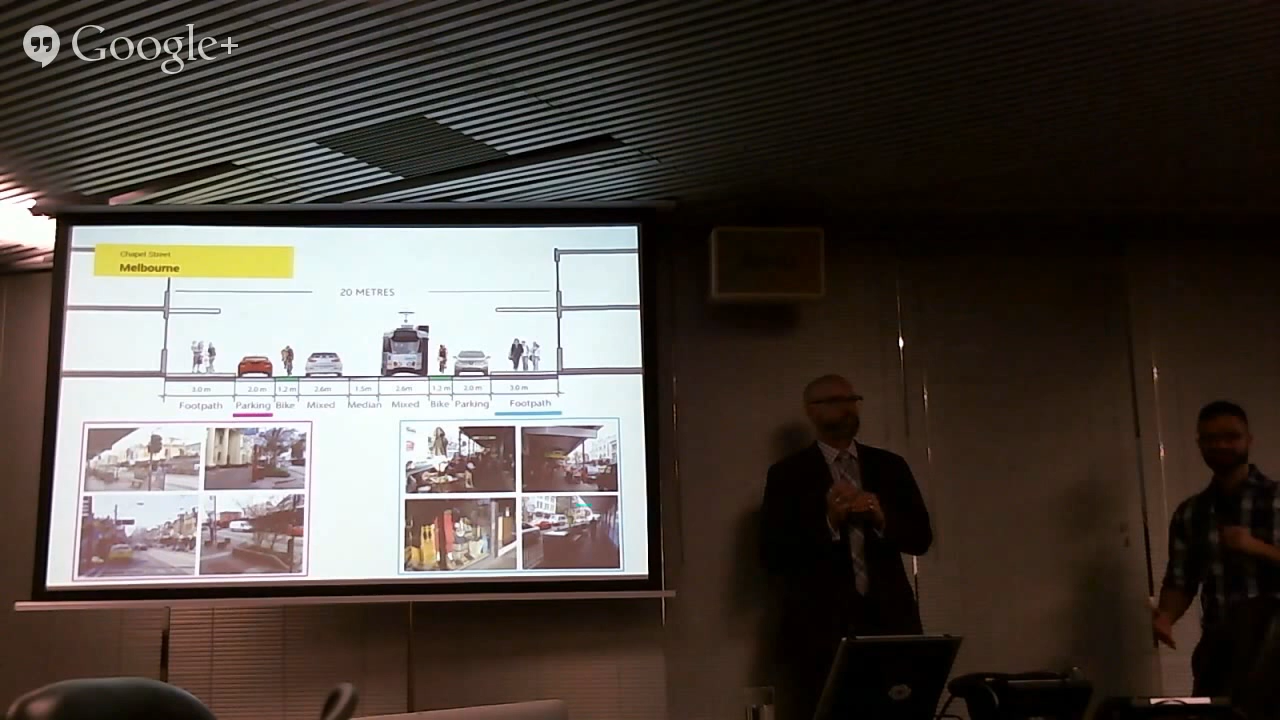 Google+
Chapel Street
Melbourne
20 METRES
3.0 m 2.0 m 1.2 m 2.6m 1.5m 2.6m 1.2 m 2.0 m 3.0 m
Footpath Parking Bike Mixed Median Mixed Bike Parking Footpath